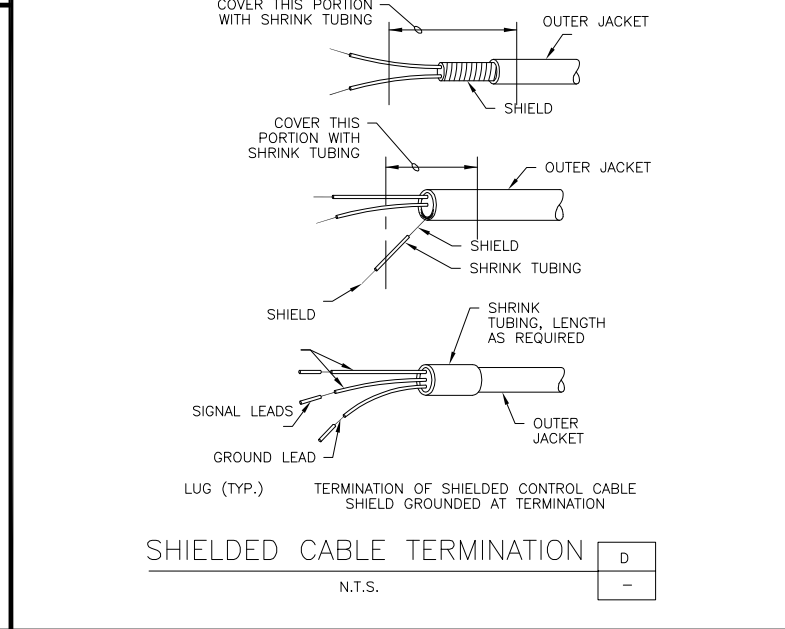 COVER THIS PORTION
WITH SHRINK TUBING
OUTER JACKET
SHIELD
COVER THIS
PORTION WITH
SHRINK TUBING
OUTER JACKET
SHIELD
SHRINK TUBING
SHIELD
SHRINK
TUBING, LENGTH
AS REQUIRED
SIGNAL LEADS
OUTER
JACKET
GROUND LEAD
LUG (TYP.)
TERMINATION OF SHIELDED CONTROL CABLE
SHIELD GROUNDED AT TERMINATION
SHIELDED CABLE TERMINATION
D
–
N.T.S.